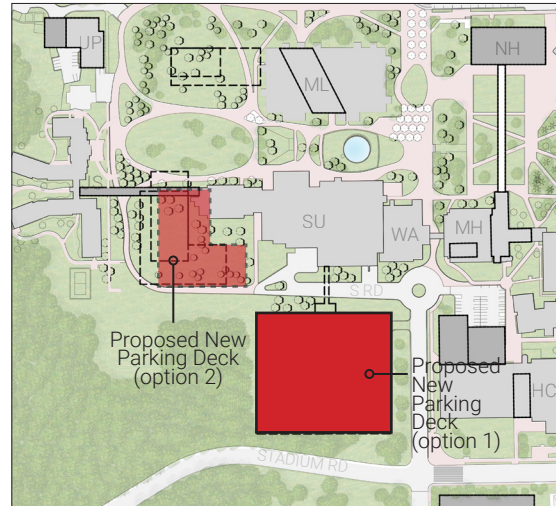 UP
NH
ML
S
SU
WA
MH
S RD
Proposed New
Parking Deck
(option 2)
Proposed
New
Parking
Deck
(option 1)
HC
STADIUM RD